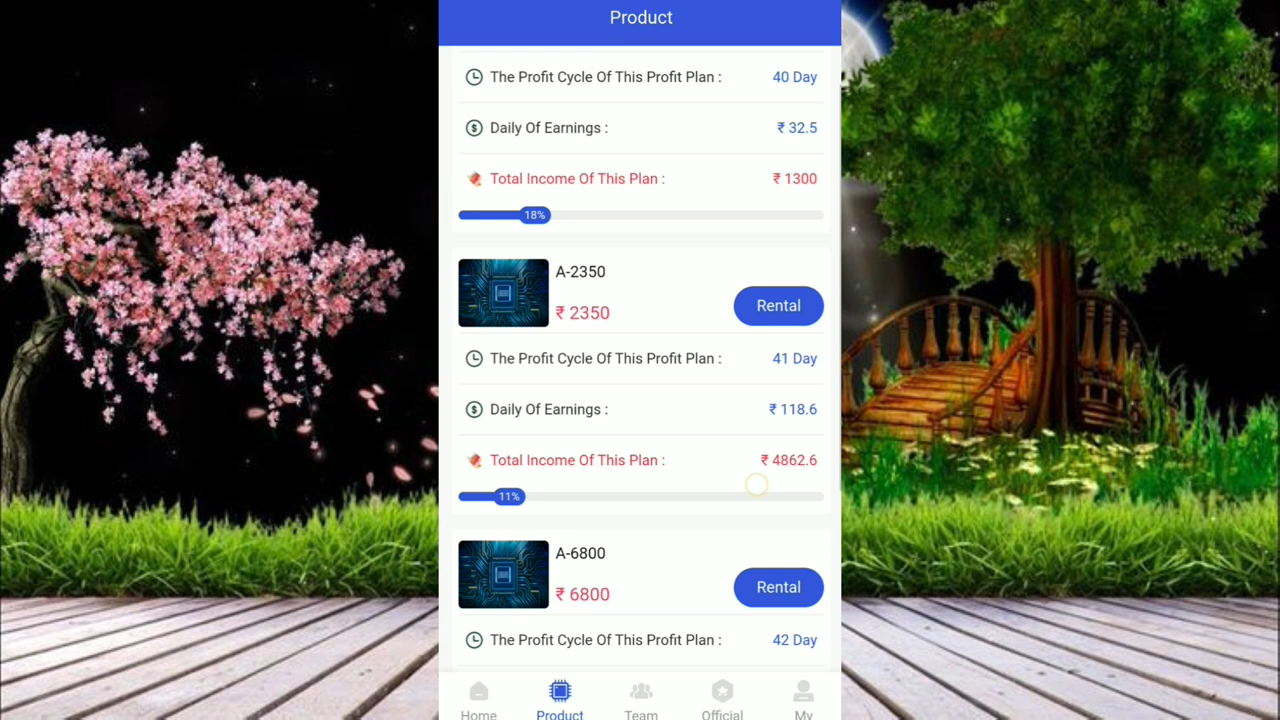 Product
The Profit Cycle Of This Profit Plan : 40 Day
Daily Of Earnings : ₹ 32.5
Total Income Of This Plan : ₹ 1300
18%
A-2350
₹ 2350
Rental
The Profit Cycle Of This Profit Plan : 41 Day
Daily Of Earnings : ₹ 118.6
Total Income Of This Plan : ₹ 4862.6
11%
A-6800
₹ 6800
Rental
The Profit Cycle Of This Profit Plan : 42 Day
Home Product Team Official My